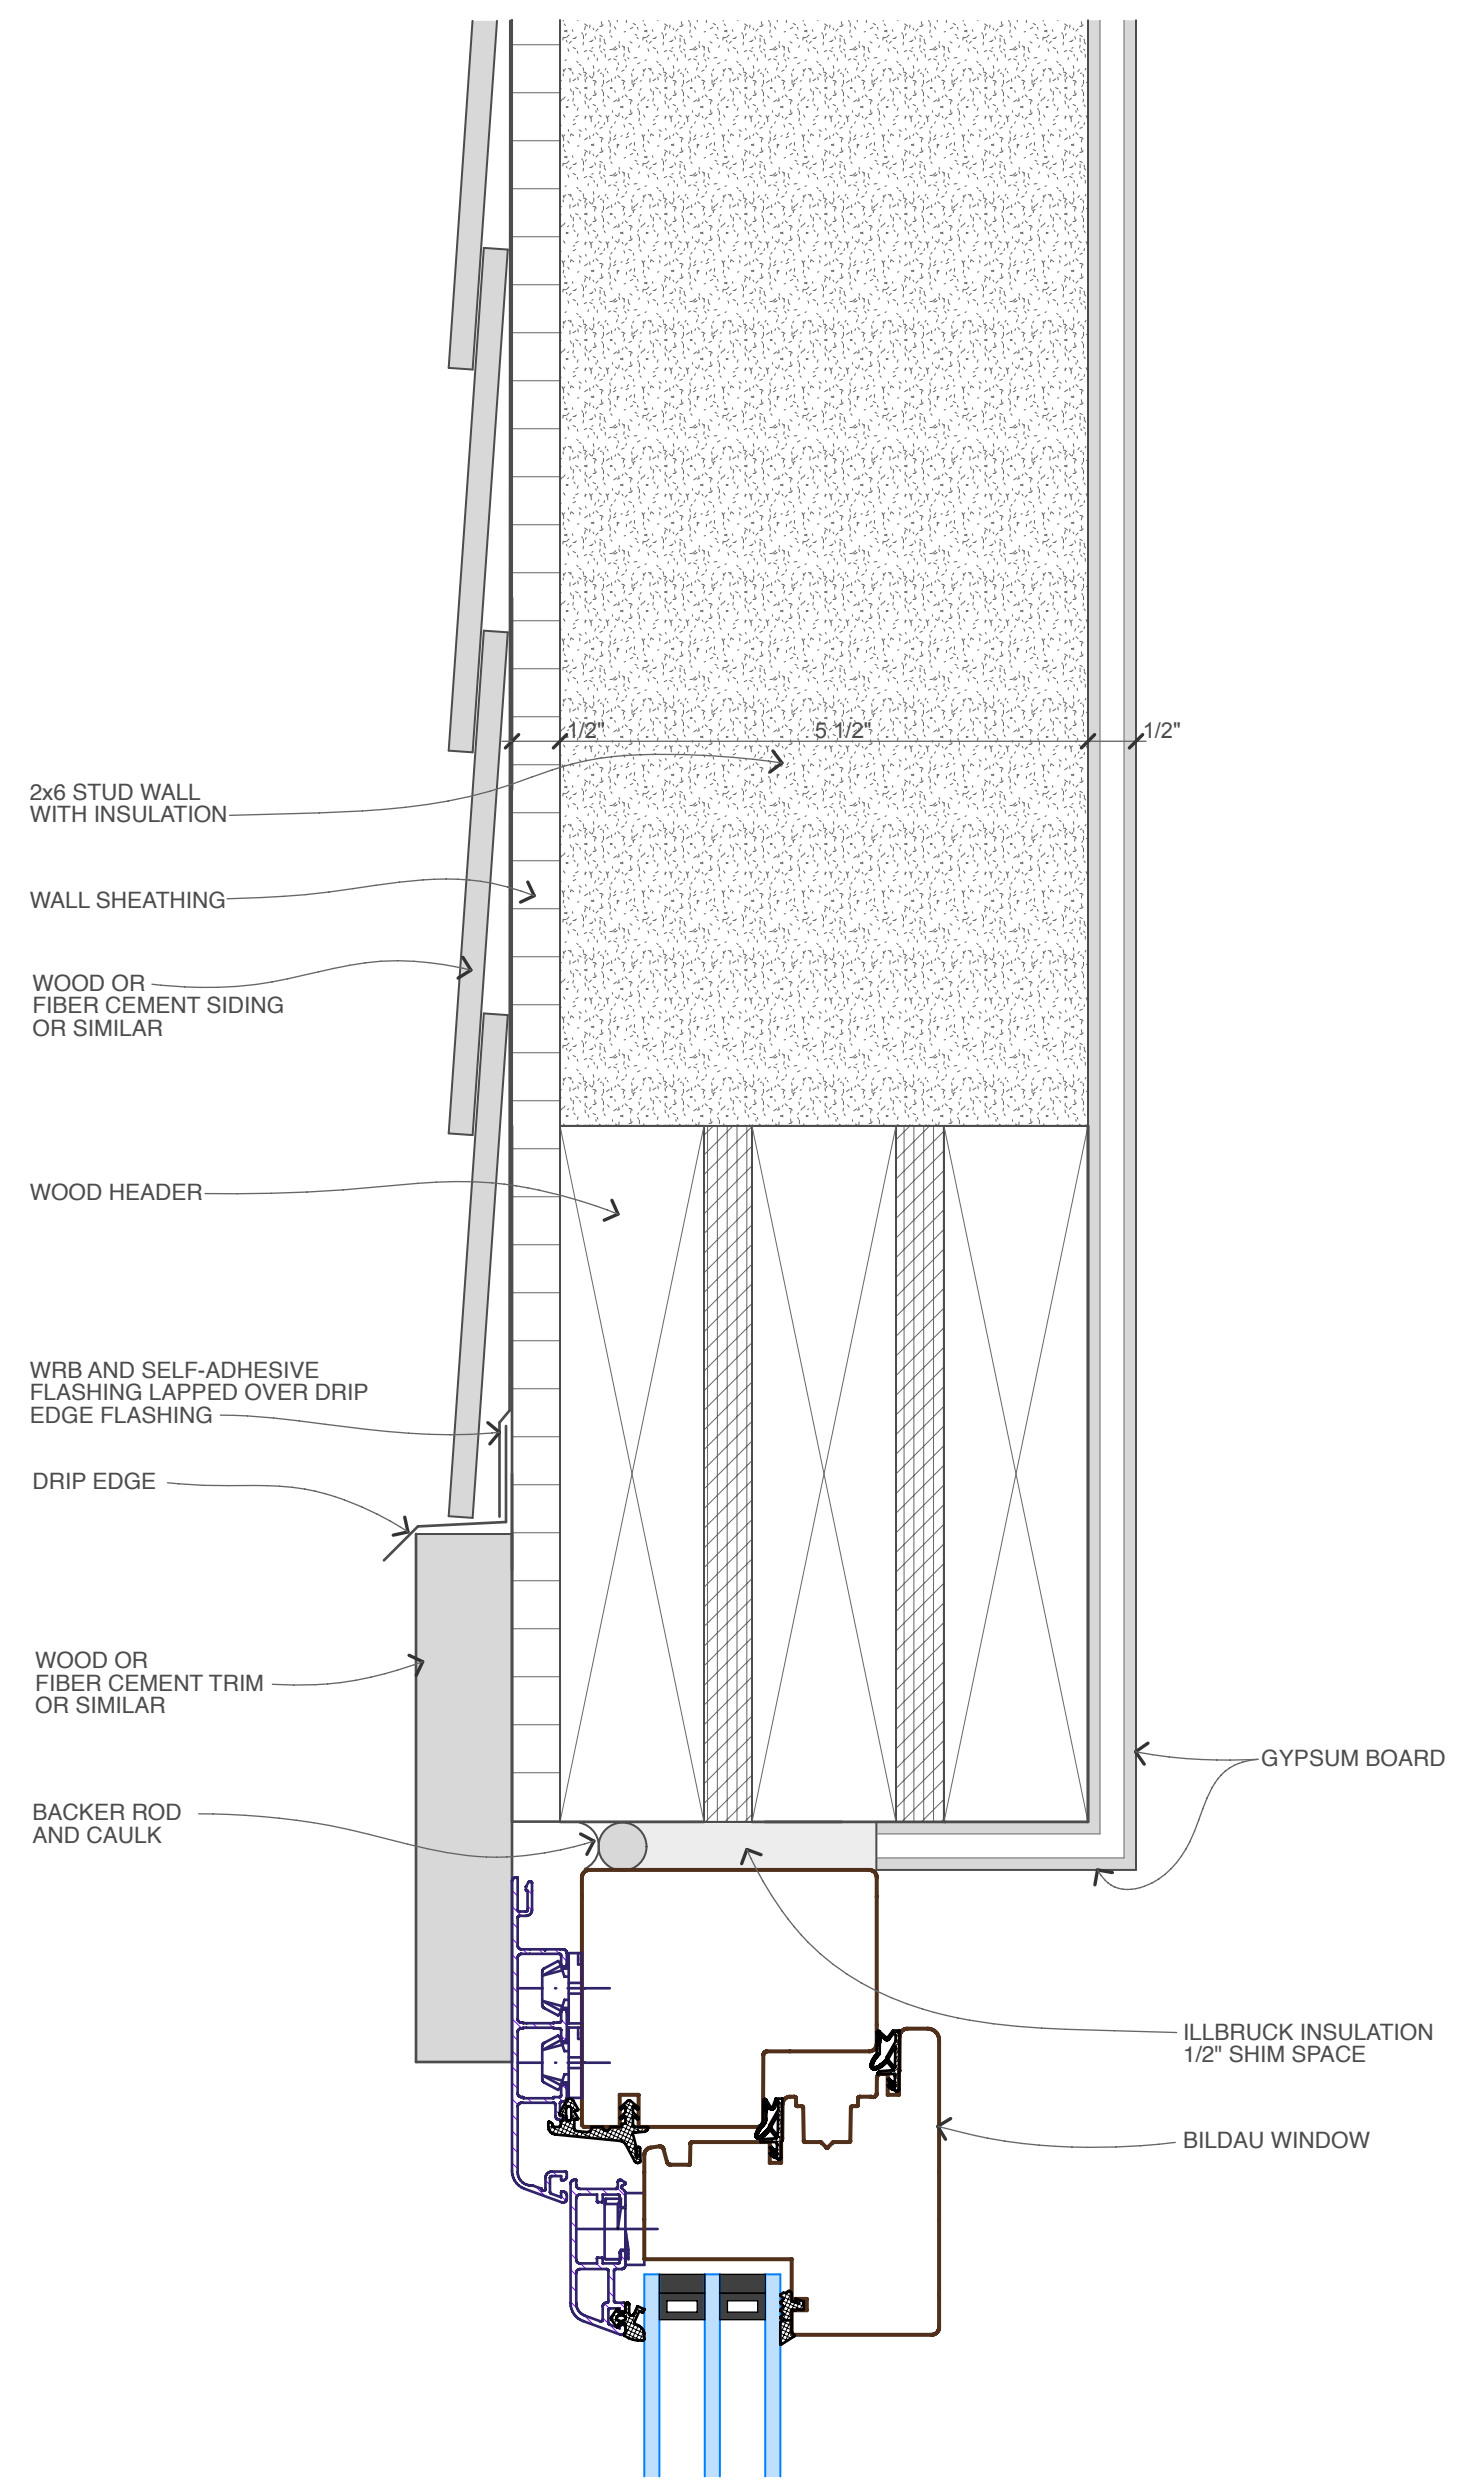 1/2"
5 1/2"
1/2"
2x6 STUD WALL
WITH INSULATION
WALL SHEATHING
WOOD OR
FIBER CEMENT SIDING
OR SIMILAR
WOOD HEADER
WRB AND SELF-ADHESIVE
FLASHING LAPPED OVER DRIP
EDGE FLASHING
DRIP EDGE
WOOD OR
FIBER CEMENT TRIM
OR SIMILAR
GYPSUM BOARD
BACKER ROD
AND CAULK
ILLBRUCK INSULATION
1/2" SHIM SPACE
BILDAU WINDOW